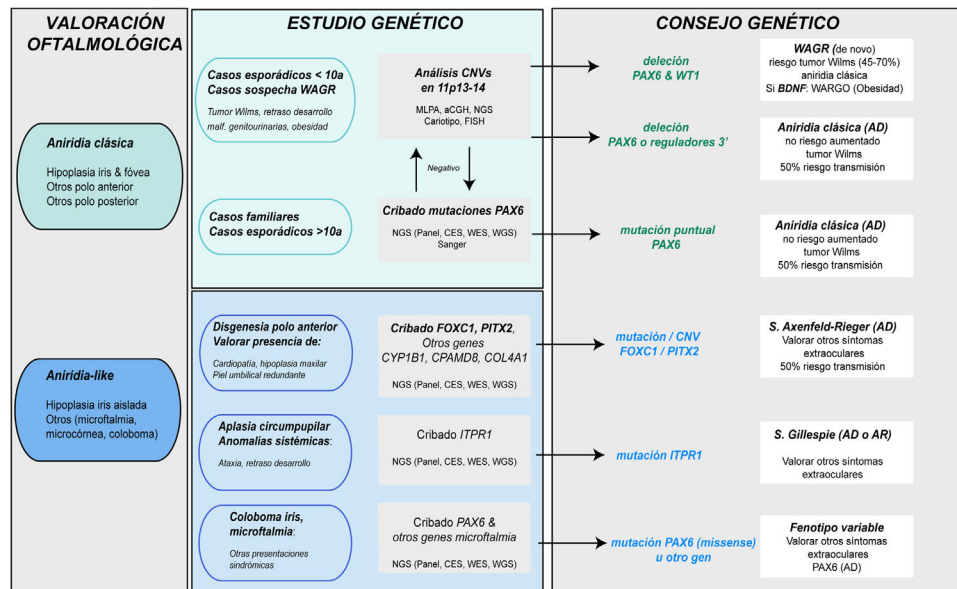 VALORACIÓN
OFTALMOLÓGICA
ESTUDIO GENÉTICO
CONSEJO GENÉTICO
Aniridia clásica
Hipoplasia iris & fóvea
Otros polo anterior
Otros polo posterior
Casos esporádicos < 10a
Casos sospecha WAGR
Tumor Wilms, retraso desarrollo
malf. genitourinarias, obesidad
Análisis CNVs
en 11p13-14
MLPA, aCGH, NGS
Cariotipo, FISH
Negativo
Casos familiares
Casos esporádicos >10a
Cribado mutaciones PAX6
NGS (Panel, CES, WES, WGS)
Sanger
deleción
PAX6 & WT1
WAGR (de novo)
riesgo tumor Wilms (45-70%)
aniridia clásica
Si BDNF: WARGO (Obesidad)
deleción
PAX6 o reguladores 3'
Aniridia clásica (AD)
no riesgo aumentado
tumor Wilms
50% riesgo transmisión
mutación puntual
PAX6
Aniridia clásica (AD)
no riesgo aumentado
tumor Wilms
50% riesgo transmisión
Aniridia-like
Hipoplasia iris aislada
Otros (microftalmia,
microcórnea, coloboma)
Disgenesia polo anterior
Valorar presencia de:
Cardiopatía, hipoplasia maxilar
Piel umbilical redundante
Cribado FOXC1, PITX2,
Otros genes
CYP1B1, CPAMD8, COL4A1
NGS (Panel, CES, WES, WGS)
mutación / CNV
FOXC1 / PITX2
S. Axenfeld-Rieger (AD)
Valorar otros síntomas
extraoculares
50% riesgo transmisión
Aplasia circumpupilar
Anomalías sistémicas:
Ataxia, retraso desarrollo
Cribado ITPR1
NGS (Panel, CES, WES, WGS)
mutación ITPR1
S. Gillespie (AD o AR)
Valorar otros síntomas
extraoculares
Coloboma iris,
microftalmia:
Otras presentaciones
sindrómicas
Cribado PAX6 &
otros genes microftalmia
NGS (Panel, CES, WES, WGS)
mutación PAX6 (missense)
u otro gen
Fenotipo variable
Valorar otros síntomas
extraoculares
PAX6 (AD)